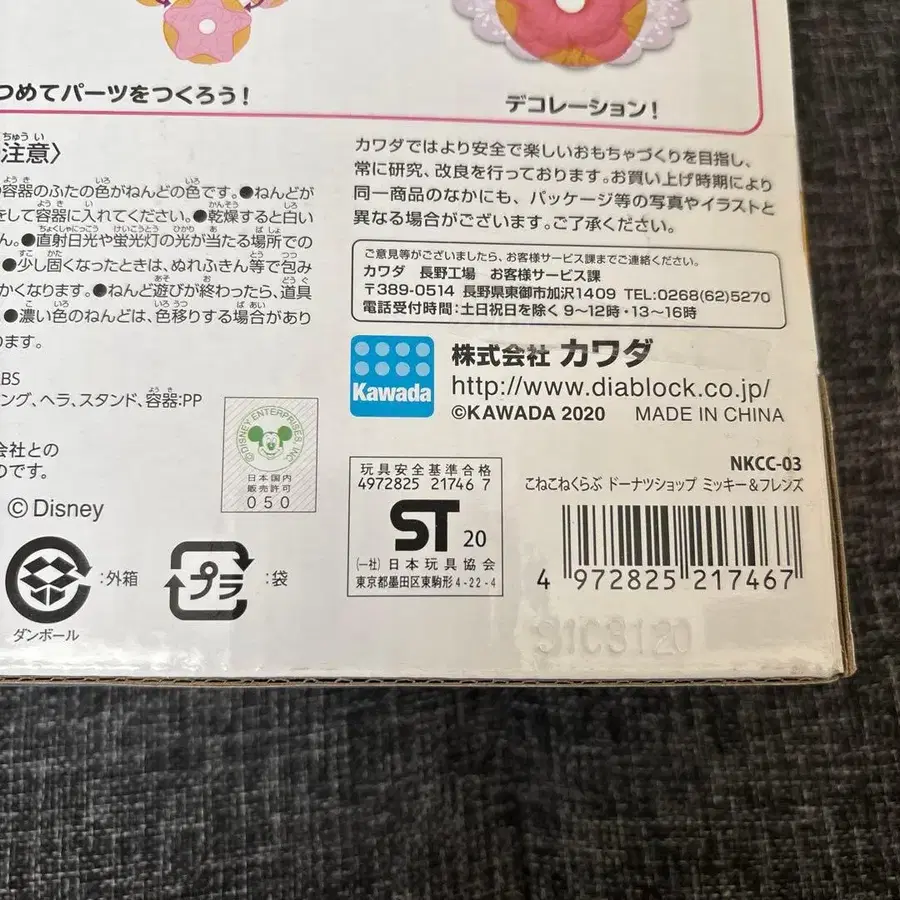 つめてパーツをつくろう!
デコレーション!
ちゅうい
注意〉
容器のふたの色がねんどの色です。●ねんどが
をして容器に入れてください。●乾燥すると白い
ん。●直射日光や蛍光灯の光が当たる場所での
●少し固くなったときは、ぬれふきん等で包み
かくなります。●ねんど遊びが終わったら、道具
●濃い色のねんどは、色移りする場合があり
ます。
ABS
ング、ヘラ、スタンド、容器:PP
会社との
のです。
© Disney
カワダではより安全で楽しいおもちゃづくりを目指し、
常に研究、改良を行っております。お買い上げ時期により
同一商品のなかにも、パッケージ等の写真やイラストと
異なる場合がございます。ご了承ください。
ご意見等がございましたら、お客様サービス課までご連絡ください。
カワダ 長野工場 お客様サービス課
〒389-0514 長野県東御市加沢1409 TEL:0268(62)5270
電話受付時間:土日祝日を除く 9~12時・13~16時
Kawada
株式会社 カワダ
http://www.diablock.co.jp/
©KAWADA 2020 MADE IN CHINA
©DISNEY ENTERPRISES, INC
日本国内
販売許可
050
玩具安全基準合格
4972825 21746 7
ST 20
(一社)日本玩具協会
東京都墨田区東駒形4-22-4
NKCC-03
こねこねくらぶ ドーナツショップ ミッキー&フレンズ
4 972825 217467
ダンボール
:外箱
プラ
:袋
S1C3120